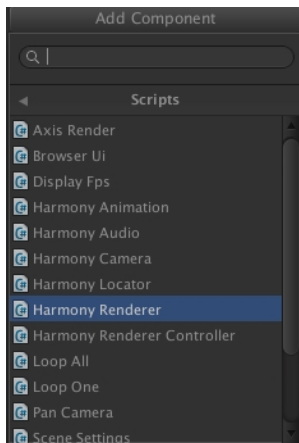 Add Component
Scripts
Axis Render
Browser Ui
Display Fps
Harmony Animation
Harmony Audio
Harmony Camera
Harmony Locator
Harmony Renderer
Harmony Renderer Controller
Loop All
Loop One
Pan Camera
Scene Settings